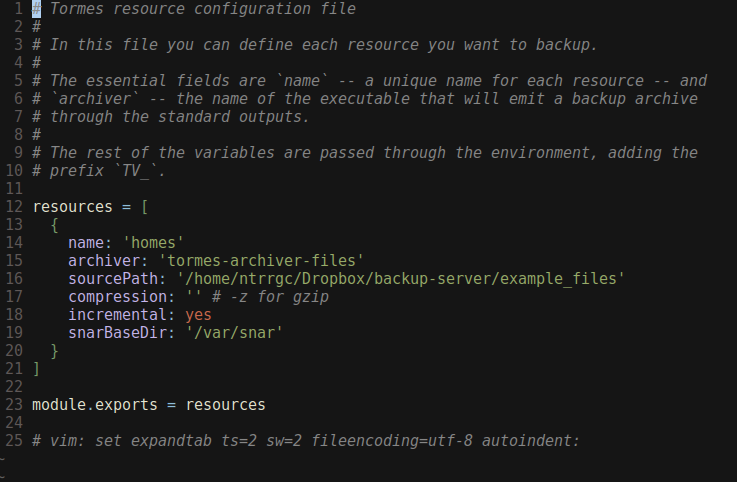 1 # Tormes resource configuration file
2 #
3 # In this file you can define each resource you want to backup.
4 #
5 # The essential fields are `name` -- a unique name for each resource -- and
6 # `archiver` -- the name of the executable that will emit a backup archive
7 # through the standard outputs.
8 #
9 # The rest of the variables are passed through the environment, adding the
10 # prefix `TV_`.
11
12 resources = [
13   {
14     name: 'homes'
15     archiver: 'tormes-archiver-files'
16     sourcePath: '/home/ntrrgc/Dropbox/backup-server/example_files'
17     compression: '' # -z for gzip
18     incremental: yes
19     snarBaseDir: '/var/snar'
20   }
21 ]
22
23 module.exports = resources
24
25 # vim: set expandtab ts=2 sw=2 fileencoding=utf-8 autoindent:
~
~